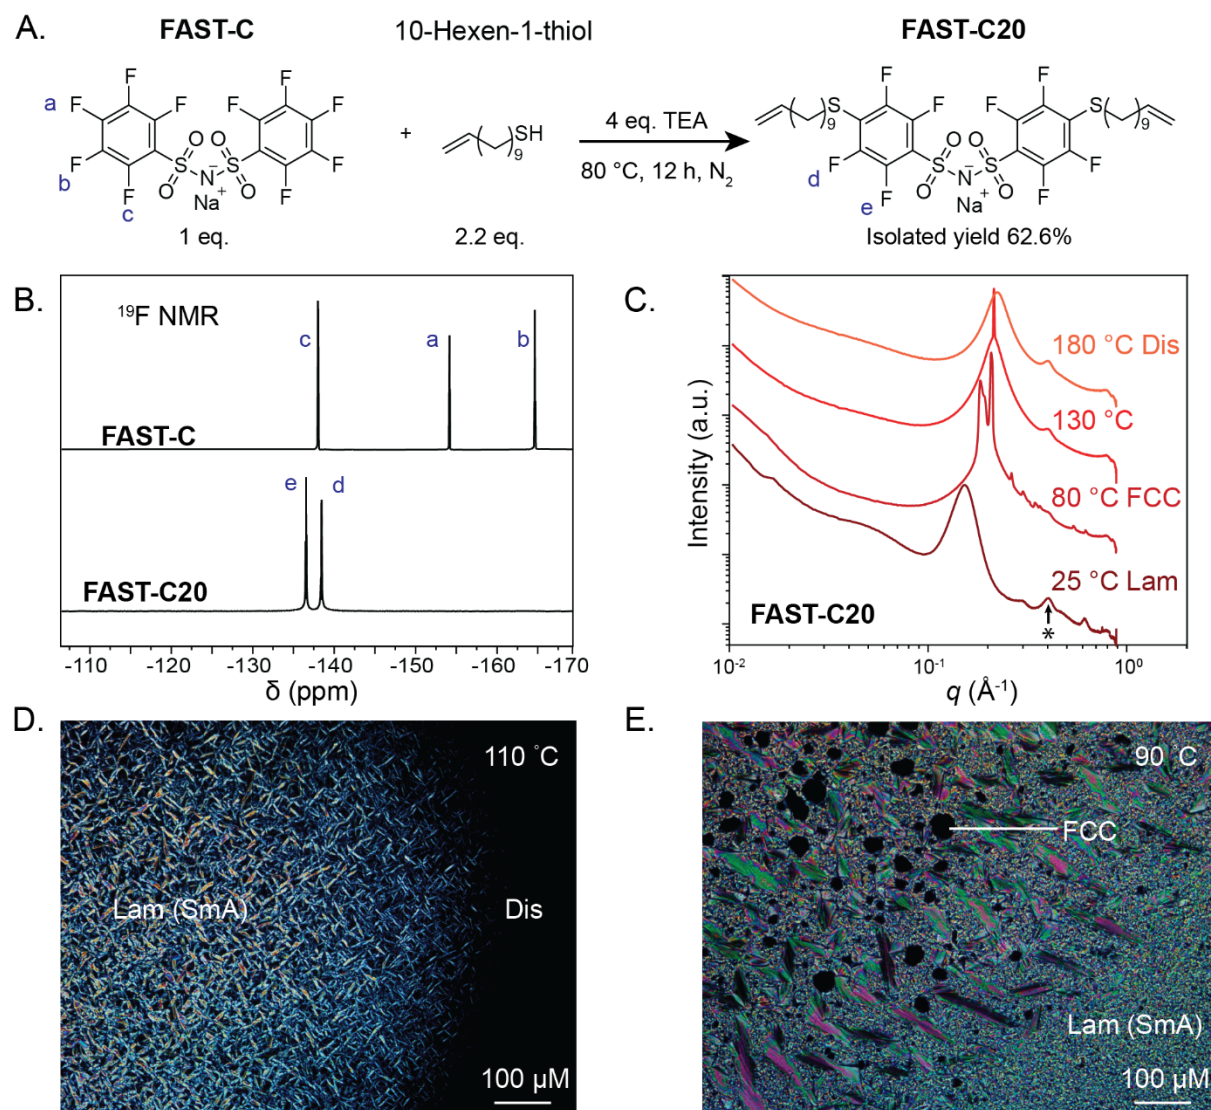 A.
FAST-C
10-Hexen-1-thiol
FAST-C20
F F F F F F F F F F
a
b
c
O O O O
S S
N
−
Na+
1 eq.
+
SH
9
2.2 eq.
4 eq. TEA
80 °C, 12 h, N2
S F F F F S
9 9
F F F F
d
e
O O O O
S S
N
−
Na+
Isolated yield 62.6%
B.
19F NMR
c
a
b
FAST-C
e
d
FAST-C20
-110 -120 -130 -140 -150 -160 -170
δ (ppm)
C.
Intensity (a.u.)
180 °C Dis
130 °C
80 °C FCC
25 °C Lam
FAST-C20
*
10-2 10-1 100
q (Å-1)
D.
110 °C
Lam (SmA)
Dis
100 µM
E.
90 C
FCC
Lam (SmA)
100 µM